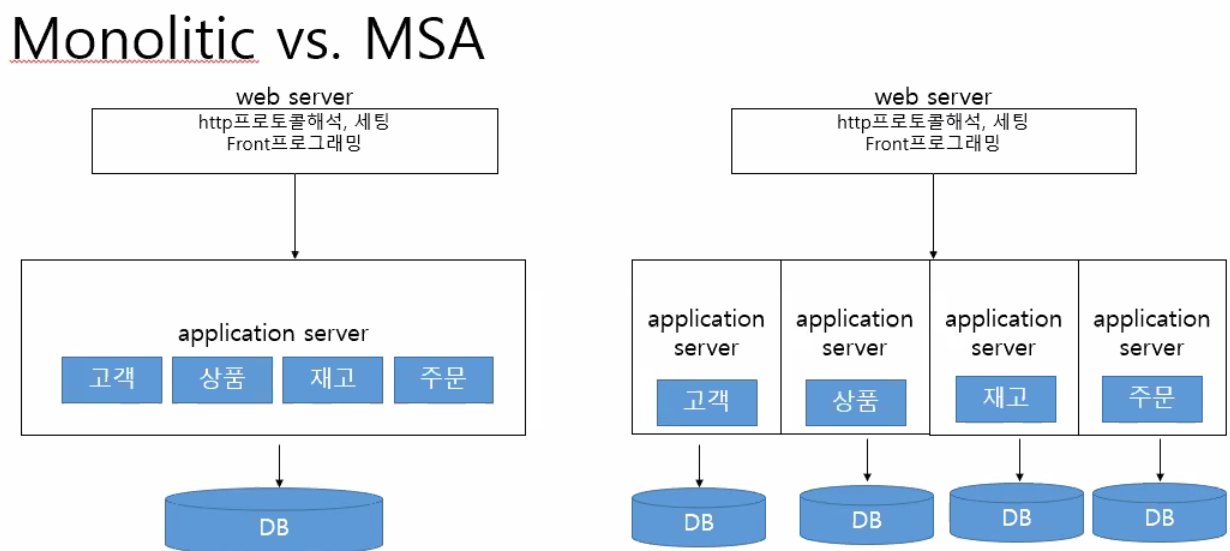 Monolitic vs. MSA
web server
http프로토콜해석, 세팅
Front프로그래밍
application server
고객
상품
재고
주문
DB
web server
http프로토콜해석, 세팅
Front프로그래밍
application
server
고객
DB
application
server
상품
DB
application
server
재고
DB
application
server
주문
DB